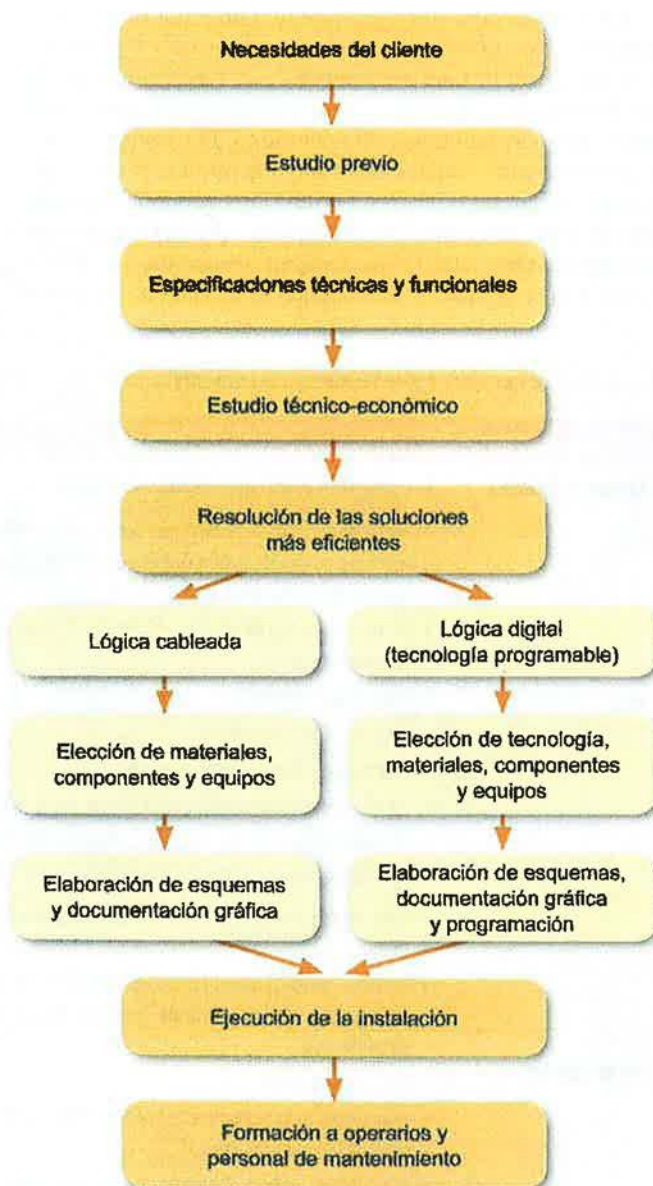 Necesidades del cliente
Estudio previo
Especificaciones técnicas y funcionales
Estudio técnico-económico
Resolución de las soluciones
más eficientes
Lógica cableada
Lógica digital
(tecnología programable)
Elección de materiales,
componentes y equipos
Elección de tecnología,
materiales, componentes
y equipos
Elaboración de esquemas
y documentación gráfica
Elaboración de esquemas,
documentación gráfica
y programación
Ejecución de la instalación
Formación a operarios y
personal de mantenimiento